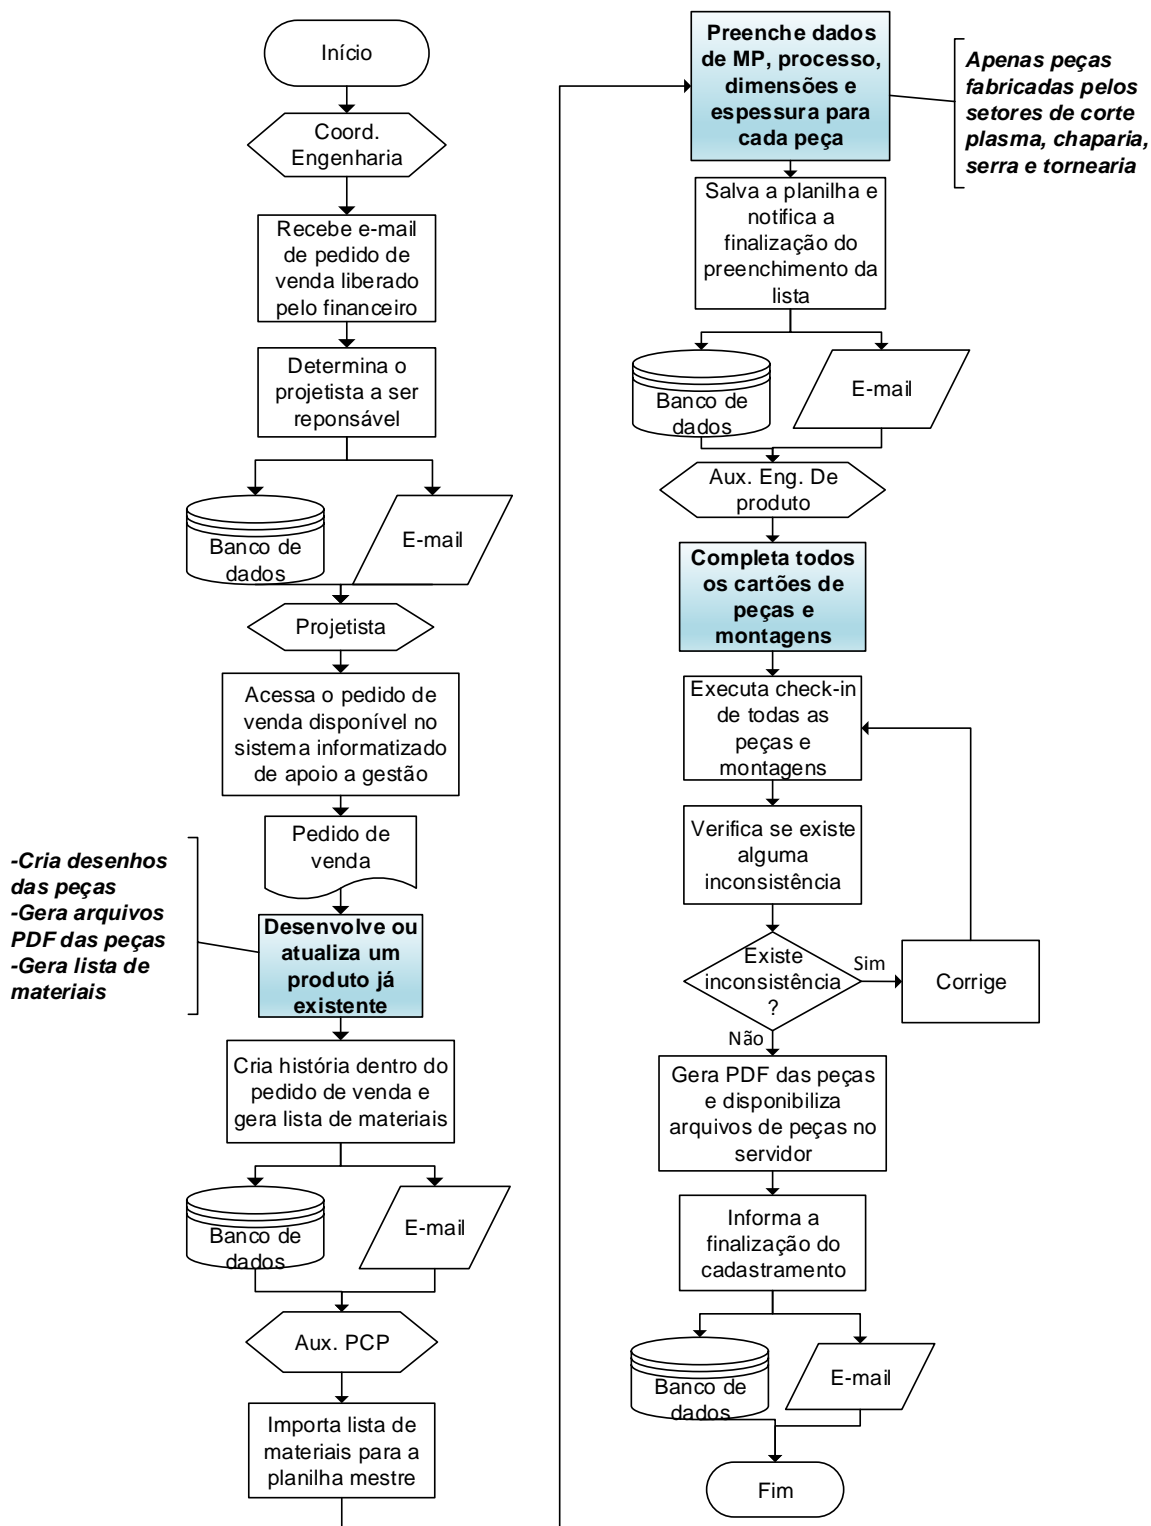 Início
Coord.
Engenharia
Recebe e-mail
de pedido de
venda liberado
pelo financeiro
Determina o
projetista a ser
reponsável
Banco de
dados
E-mail
Projetista
Acessa o pedido de
venda disponível no
sistema informatizado
de apoio a gestão
Pedido de
venda
-Cria desenhos
das peças
-Gera arquivos
PDF das peças
-Gera lista de
materiais
Desenvolve ou
atualiza um
produto já
existente
Cria história dentro do
pedido de venda e
gera lista de materiais
Banco de
dados
E-mail
Aux. PCP
Importa lista de
materiais para a
planilha mestre
Preenche dados
de MP, processo,
dimensões e
espessura para
cada peça
Apenas peças
fabricadas pelos
setores de corte
plasma, chaparia,
serra e tornearia
Salva a planilha e
notifica a
finalização do
preenchimento da
lista
Banco de
dados
E-mail
Aux. Eng. De
produto
Completa todos
os cartões de
peças e
montagens
Executa check-in
de todas as
peças e
montagens
Verifica se existe
alguma
inconsistência
Existe
inconsistência
?
Sim
Corrige
Não
Gera PDF das peças
e disponibiliza
arquivos de peças no
servidor
Informa a
finalização do
cadastramento
Banco de
dados
E-mail
Fim